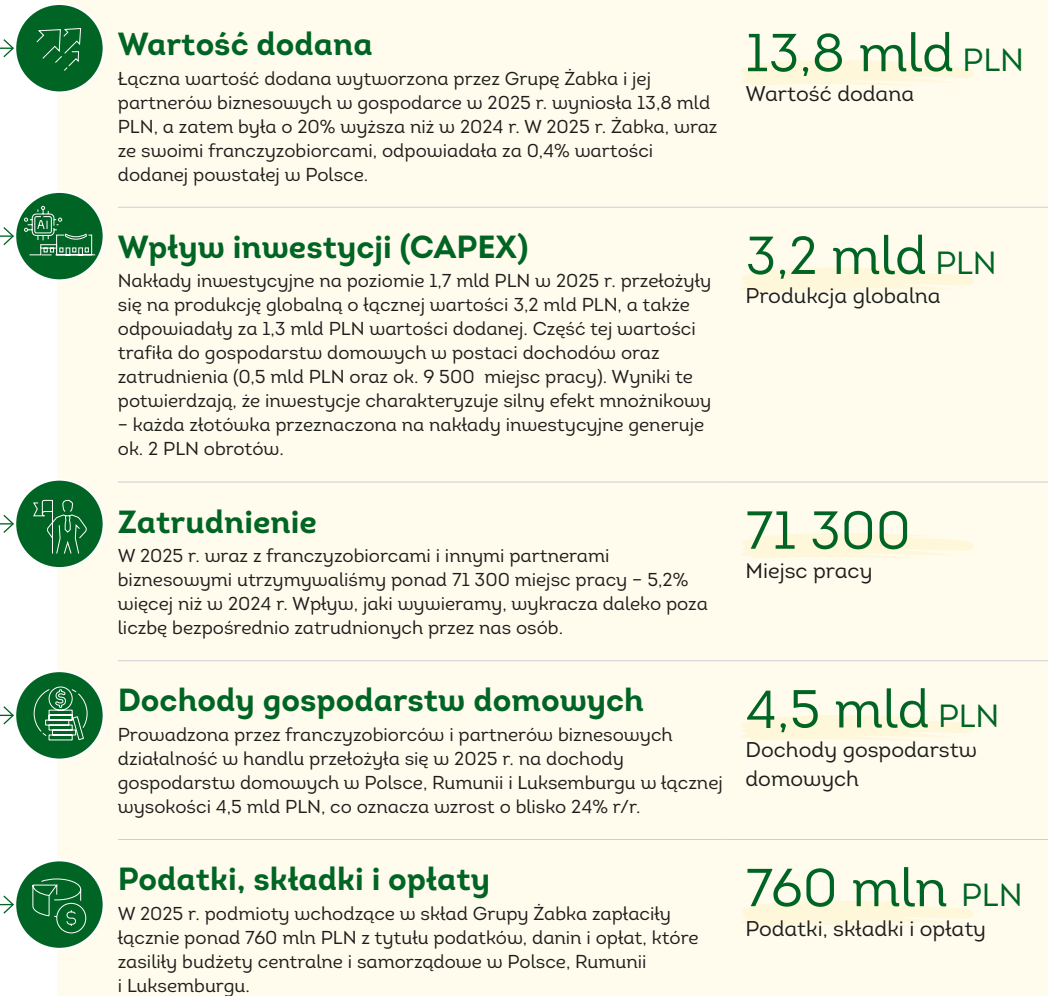 Wartość dodana
Łączna wartość dodana wytworzona przez Grupę Żabka i jej
partnerów biznesowych w gospodarce w 2025 r. wyniosła 13,8 mld
PLN, a zatem była o 20% wyższa niż w 2024 r. W 2025 r. Żabka, wraz
ze swoimi franczyzobiorcami, odpowiadała za 0,4% wartości
dodanej powstałej w Polsce.
13,8 mld PLN
Wartość dodana
AI
Wpływ inwestycji (CAPEX)
Nakłady inwestycyjne na poziomie 1,7 mld PLN w 2025 r. przełożyły
się na produkcję globalną o łącznej wartości 3,2 mld PLN, a także
odpowiadały za 1,3 mld PLN wartości dodanej. Część tej wartości
trafiła do gospodarstw domowych w postaci dochodów oraz
zatrudnienia (0,5 mld PLN oraz ok. 9 500 miejsc pracy). Wyniki te
potwierdzają, że inwestycje charakteryzuje silny efekt mnożnikowy
– każda złotówka przeznaczona na nakłady inwestycyjne generuje
ok. 2 PLN obrotów.
3,2 mld PLN
Produkcja globalna
Zatrudnienie
W 2025 r. wraz z franczyzobiorcami i innymi partnerami
biznesowymi utrzymywaliśmy ponad 71 300 miejsc pracy – 5,2%
więcej niż w 2024 r. Wpływ, jaki wywieramy, wykracza daleko poza
liczbę bezpośrednio zatrudnionych przez nas osób.
71 300
Miejsc pracy
$
Dochody gospodarstw domowych
Prowadzona przez franczyzobiorców i partnerów biznesowych
działalność w handlu przełożyła się w 2025 r. na dochody
gospodarstw domowych w Polsce, Rumunii i Luksemburgu w łącznej
wysokości 4,5 mld PLN, co oznacza wzrost o blisko 24% r/r.
4,5 mld PLN
Dochody gospodarstw
domowych
$
Podatki, składki i opłaty
W 2025 r. podmioty wchodzące w skład Grupy Żabka zapłaciły
łącznie ponad 760 mln PLN z tytułu podatków, danin i opłat, które
zasiliły budżety centralne i samorządowe w Polsce, Rumunii
i Luksemburgu.
760 mln PLN
Podatki, składki i opłaty